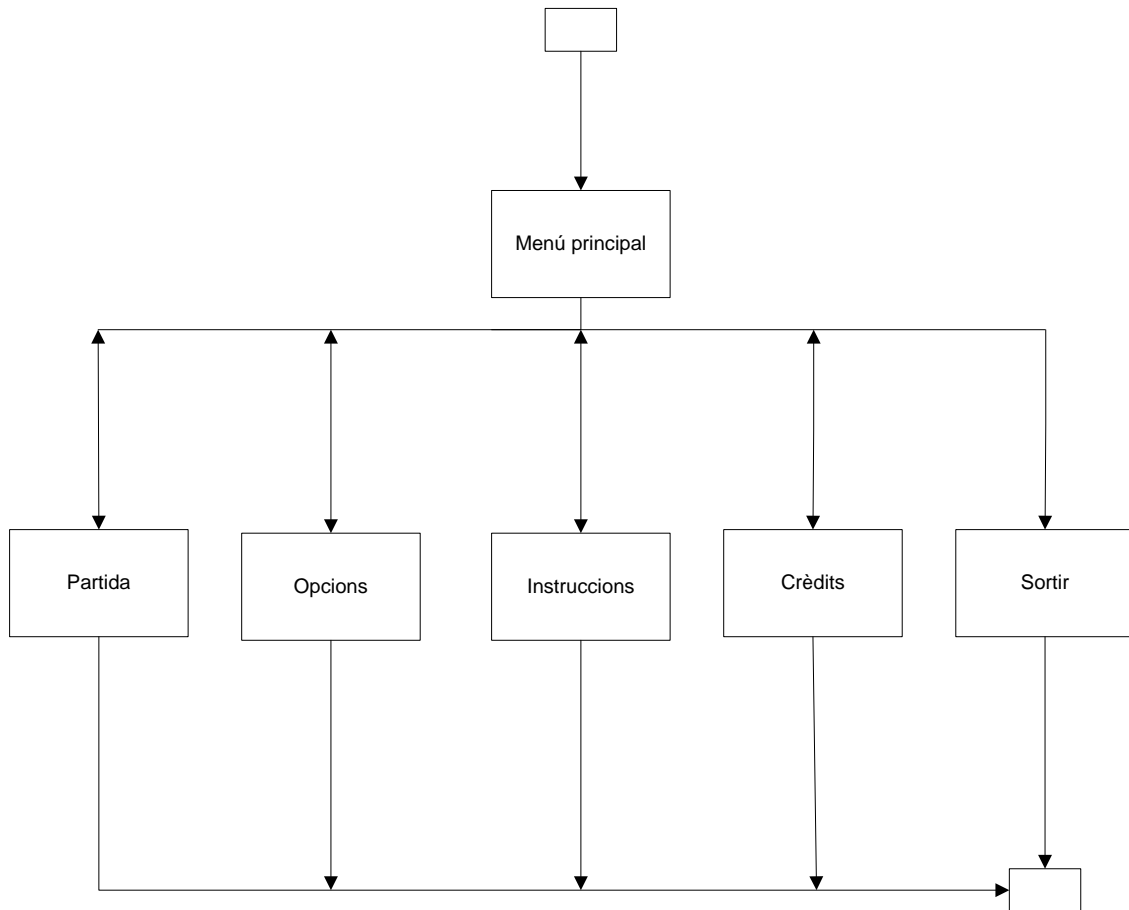 Menú principal
Partida
Opcions
Instruccions
Crèdits
Sortir